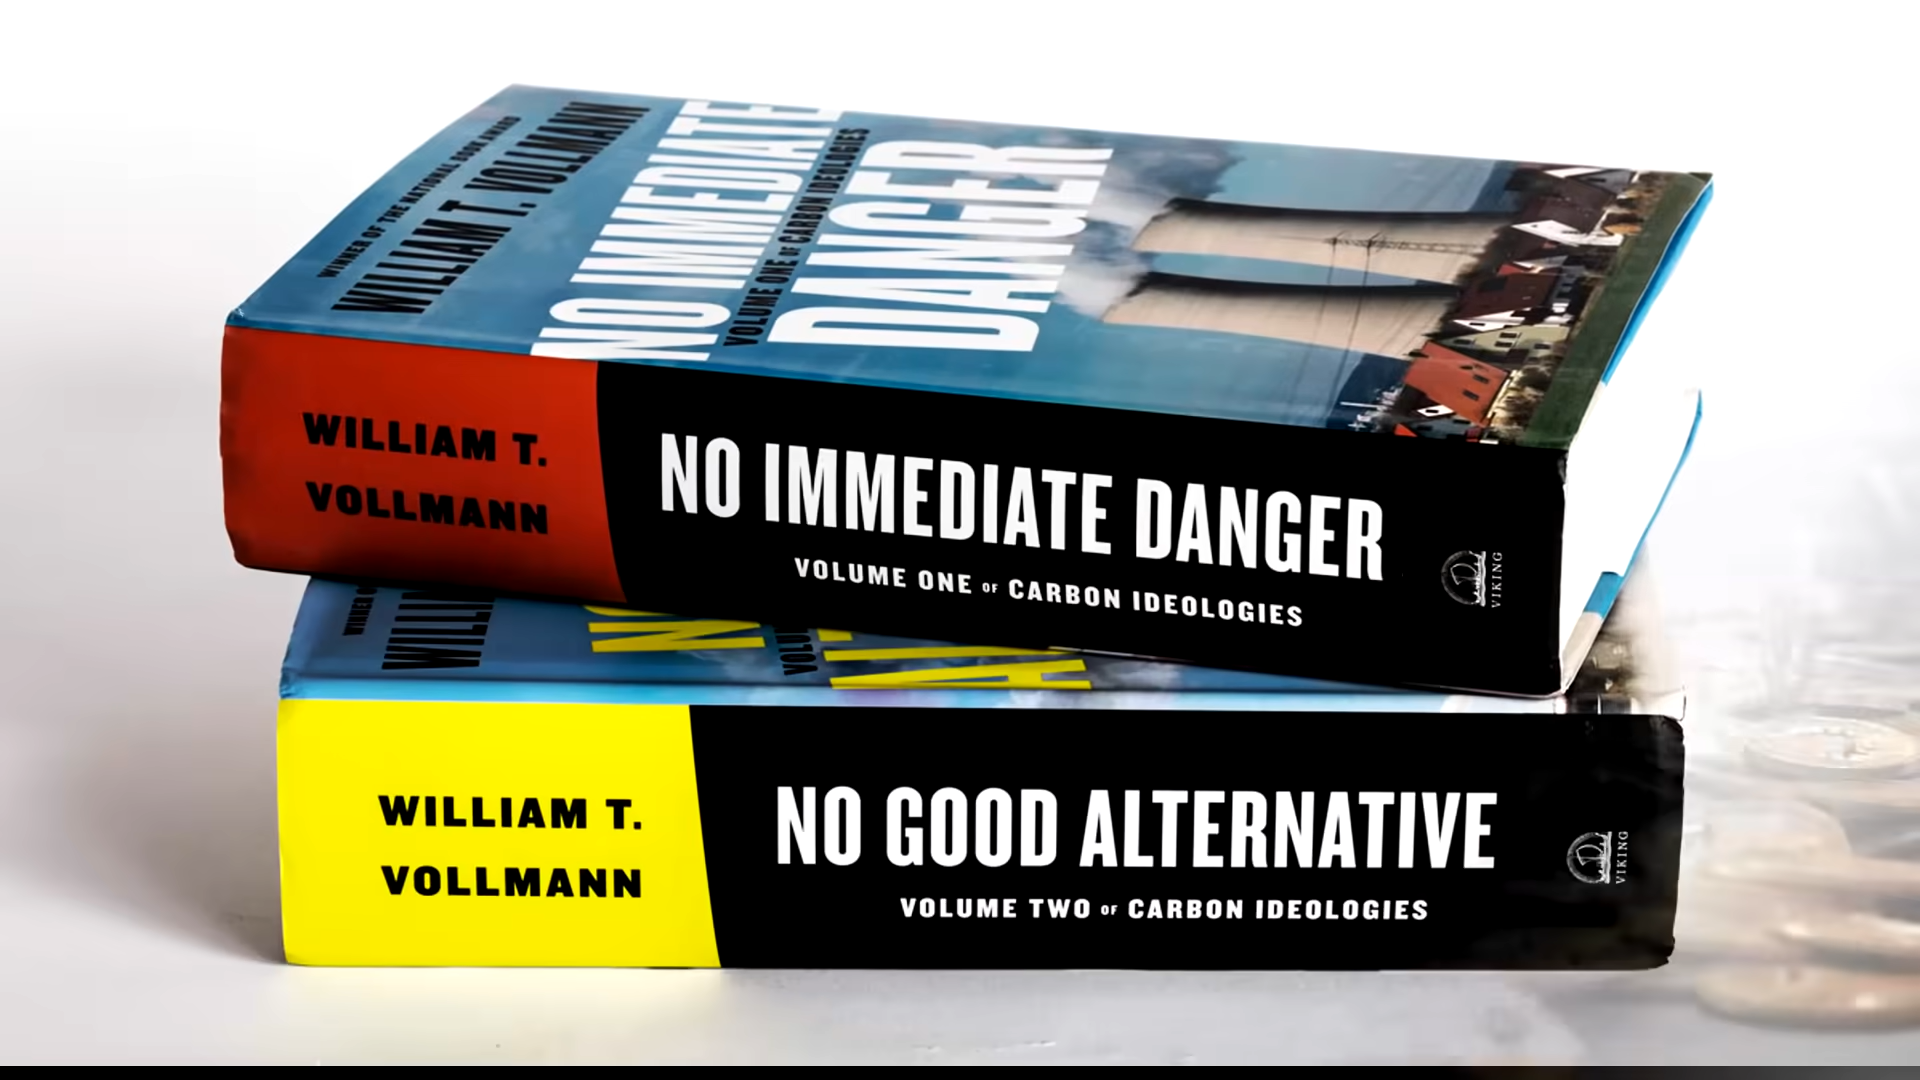 WINNER OF THE NATIONAL BOOK AWARD
WILLIAM T. VOLLMANN
NO IMMEDIATE
VOLUME ONE OF CARBON IDEOLOGIES
DANGER
WILLIAM T.
VOLLMANN
NO IMMEDIATE DANGER
VOLUME ONE OF CARBON IDEOLOGIES
VIKING
WILLIAM T.
VOLLMANN
NO GOOD ALTERNATIVE
VOLUME TWO OF CARBON IDEOLOGIES
VIKING